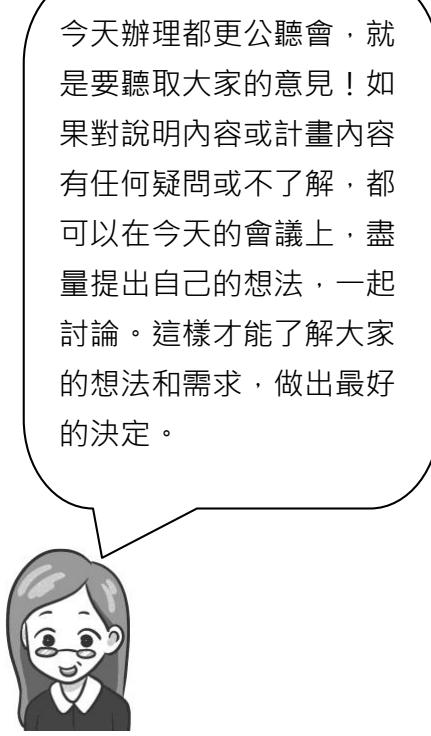 今天辦理都更公聽會，就
是要聽取大家的意見！如
果對說明內容或計畫內容
有任何疑問或不了解，都
可以在今天的會議上，盡
量提出自己的想法，一起
討論。這樣才能了解大家
的想法和需求，做出最好
的決定。